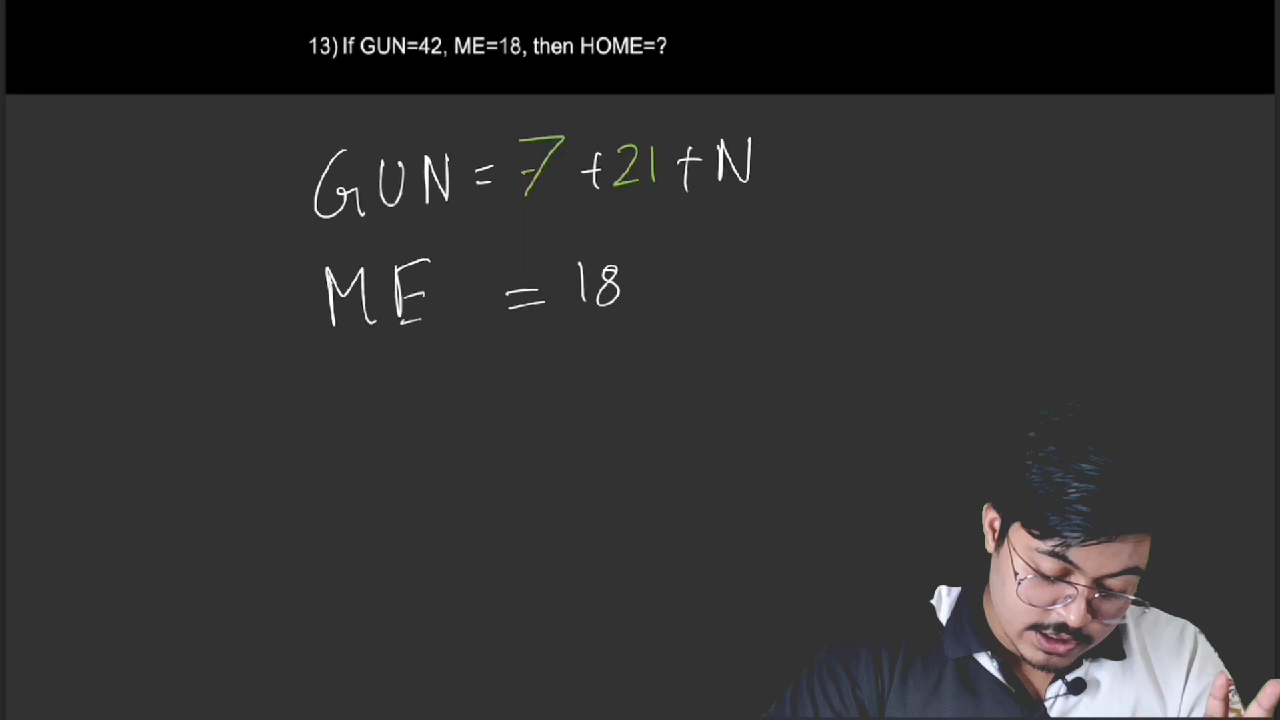 13) If GUN=42, ME=18, then HOME=?
GUN = 7 + 21 + N
ME = 18